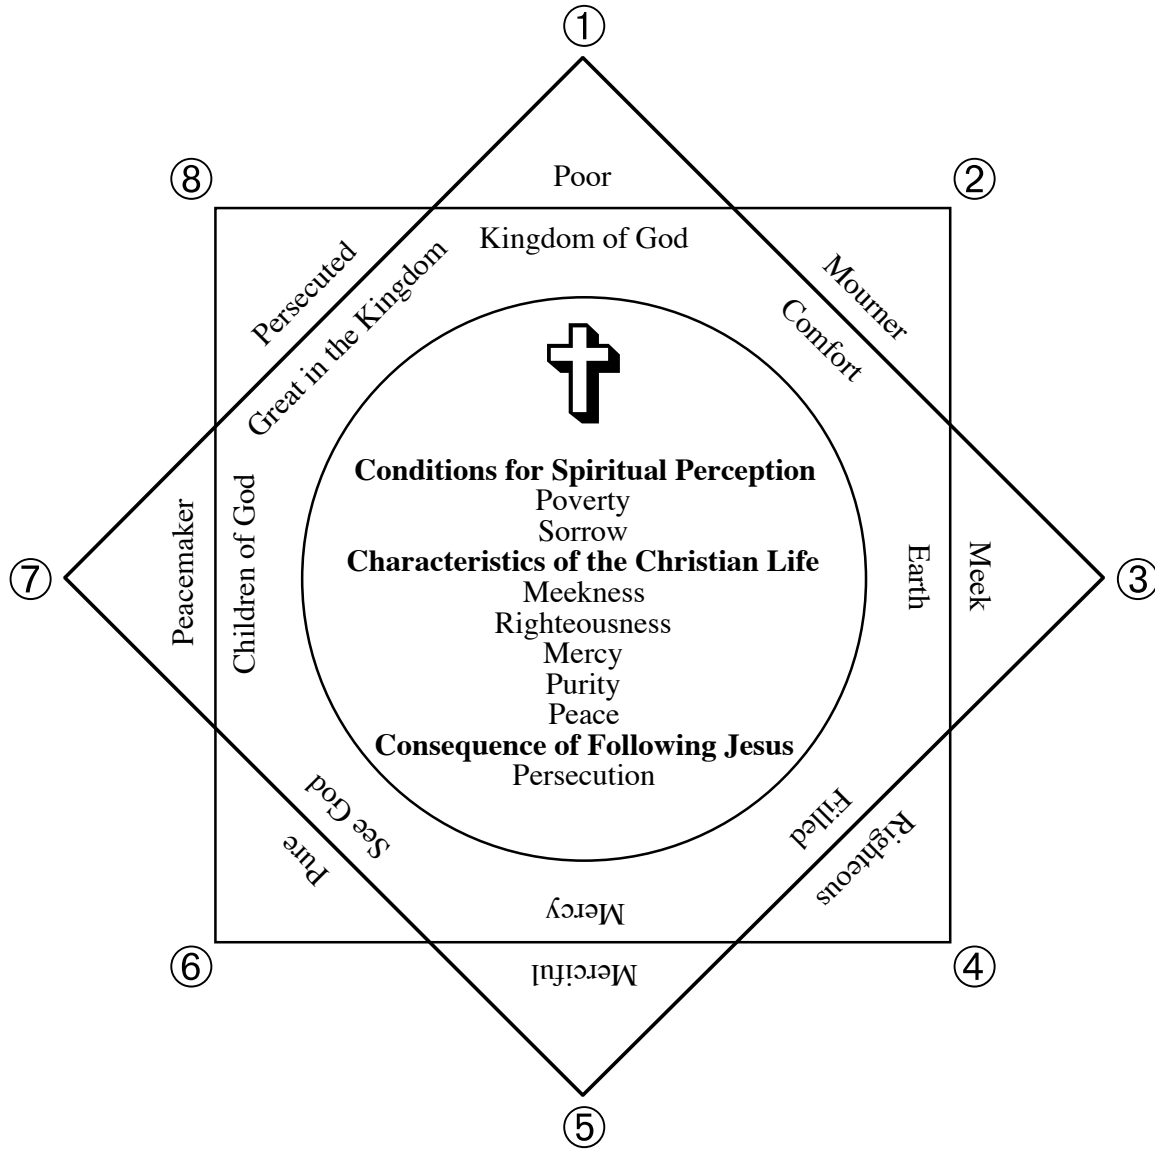 ①
Poor
Kingdom of God
②
Mourner
Comfort
③
Meek
Earth
④
Righteous
Filled
⑤
Merciful
Mercy
⑥
Pure
See God
⑦
Peacemaker
Children of God
⑧
Persecuted
Great in the Kingdom
Conditions for Spiritual Perception
Poverty
Sorrow
Characteristics of the Christian Life
Meekness
Righteousness
Mercy
Purity
Peace
Consequence of Following Jesus
Persecution